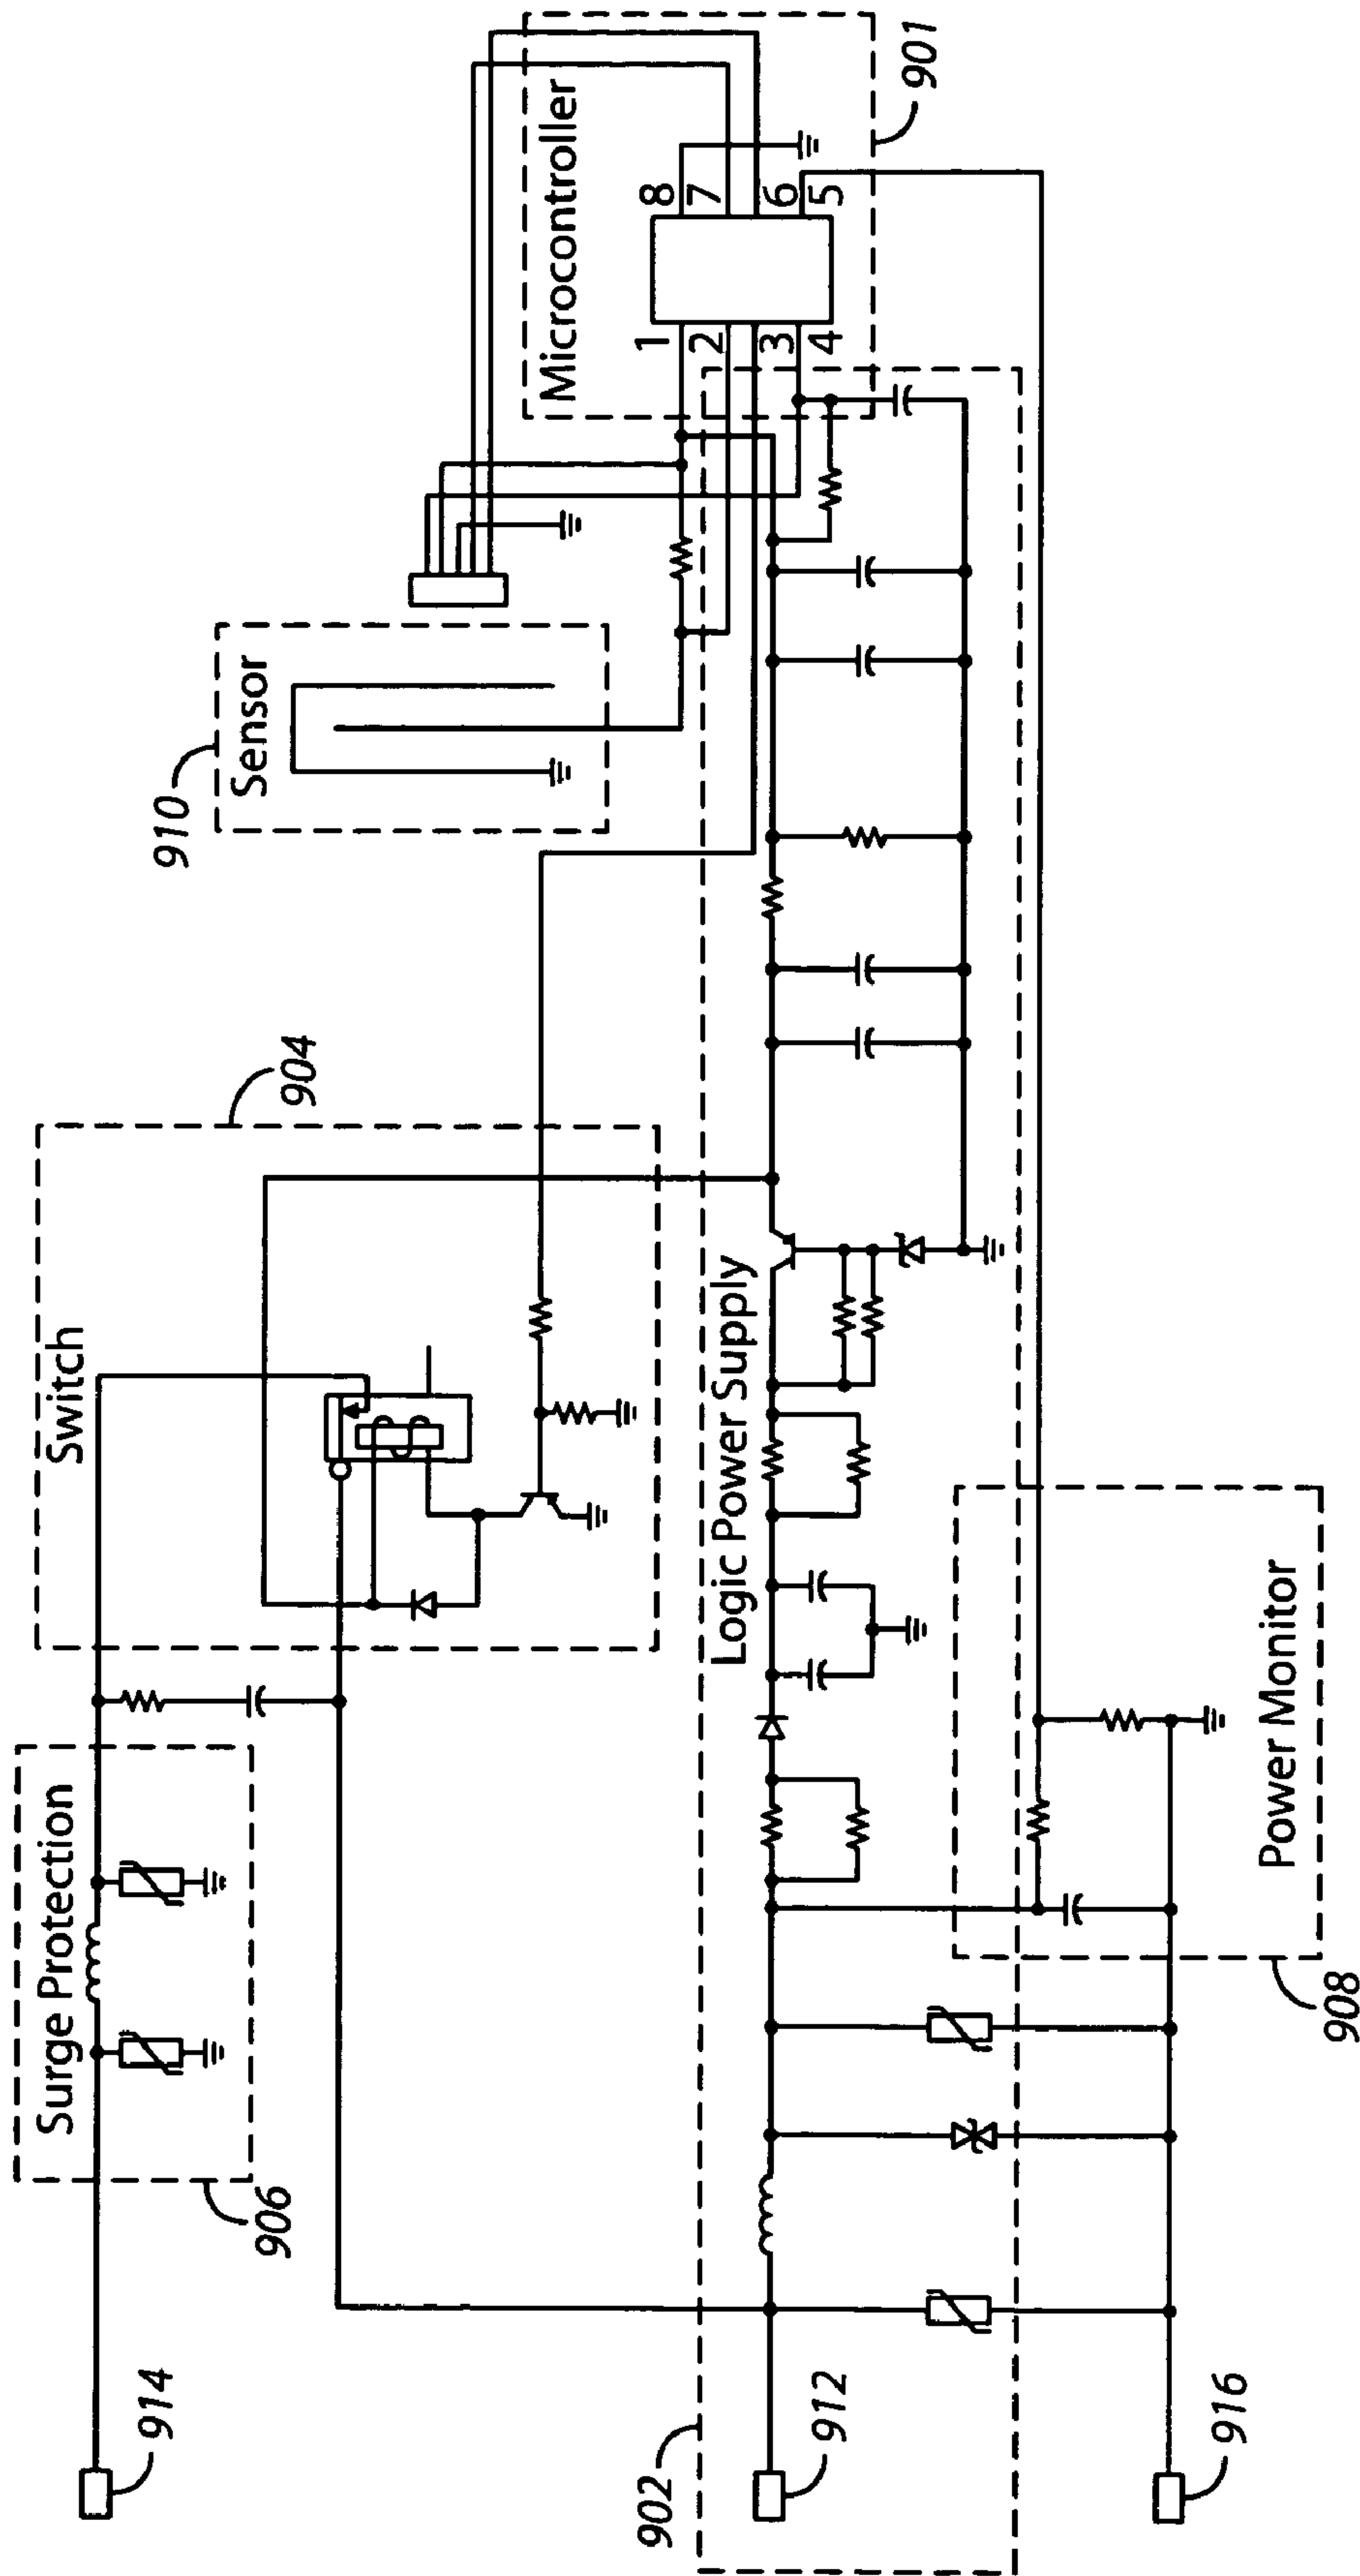 914
Surge Protection
906
Switch
904
910
Sensor
Microcontroller
901
1
2
3
4
8
7
6
5
902
912
Logic Power Supply
916
908
Power Monitor